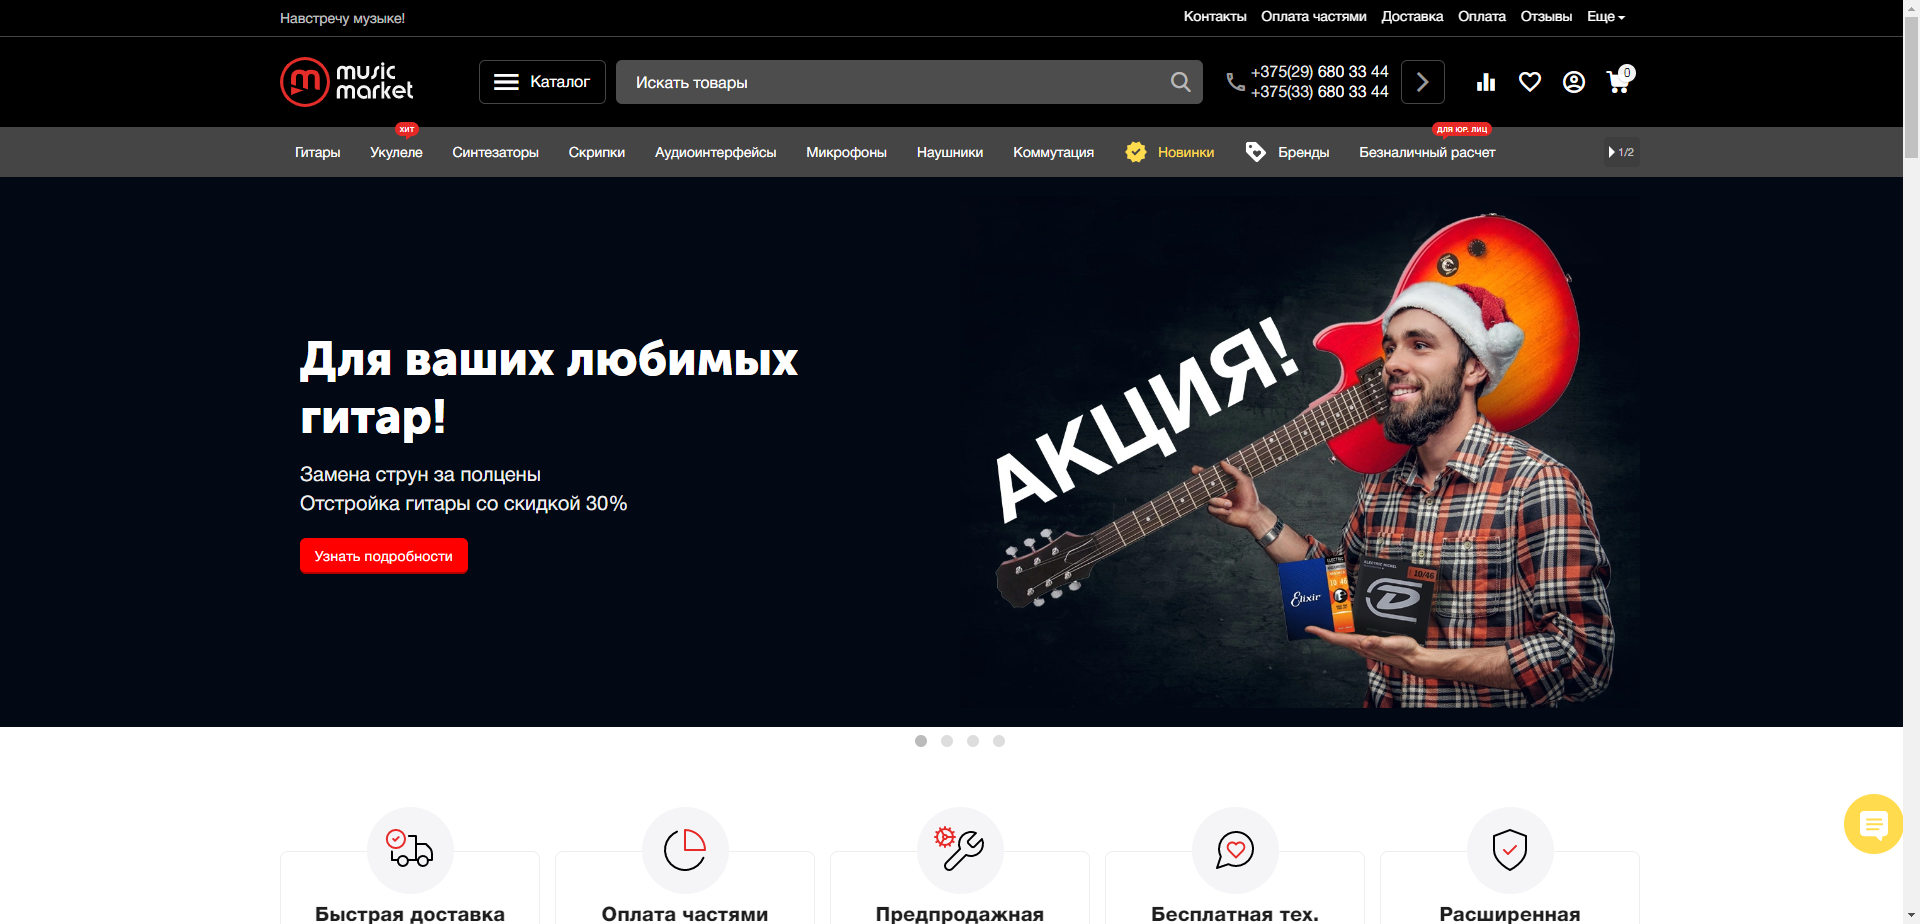 Навстречу музыке!
Контакты Оплата частями Доставка Оплата Отзывы Еще
music
market
Каталог
Искать товары
+375(29) 680 33 44
+375(33) 680 33 44
0
ХИТ
ДЛЯ ЮР. ЛИЦ
Гитары Укулеле Синтезаторы Скрипки Аудиоинтерфейсы Микрофоны Наушники Коммутация Новинки Бренды Безналичный расчет 1/2
Для ваших любимых
гитар!
Замена струн за полцены
Отстройка гитары со скидкой 30%
Узнать подробности
АКЦИЯ!
Elixir
10/46
Быстрая доставка
Оплата частями
Предпродажная
Бесплатная тех.
Расширенная